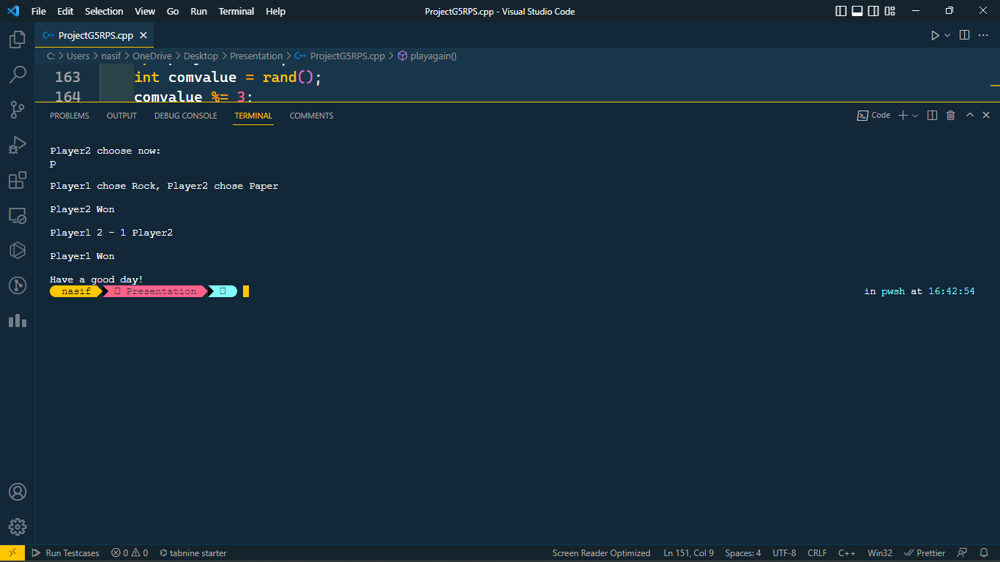 File Edit Selection View Go Run Terminal Help ProjectG5RPS.cpp - Visual Studio Code
ProjectG5RPS.cpp
C: > Users > nasif > OneDrive > Desktop > Presentation > ProjectG5RPS.cpp > playagain()
163 int comvalue = rand();
164 comvalue %= 3;
PROBLEMS OUTPUT DEBUG CONSOLE TERMINAL COMMENTS Code
Player2 choose now:
p
Player1 chose Rock, Player2 chose Paper
Player2 Won
Player1 2 - 1 Player2
Player1 Won
Have a good day!
nasif Presentation in pwsh at 16:42:54
Run Testcases 0 0 tabnine starter Screen Reader Optimized Ln 151, Col 9 Spaces: 4 UTF-8 CRLF C++ Win32 Prettier